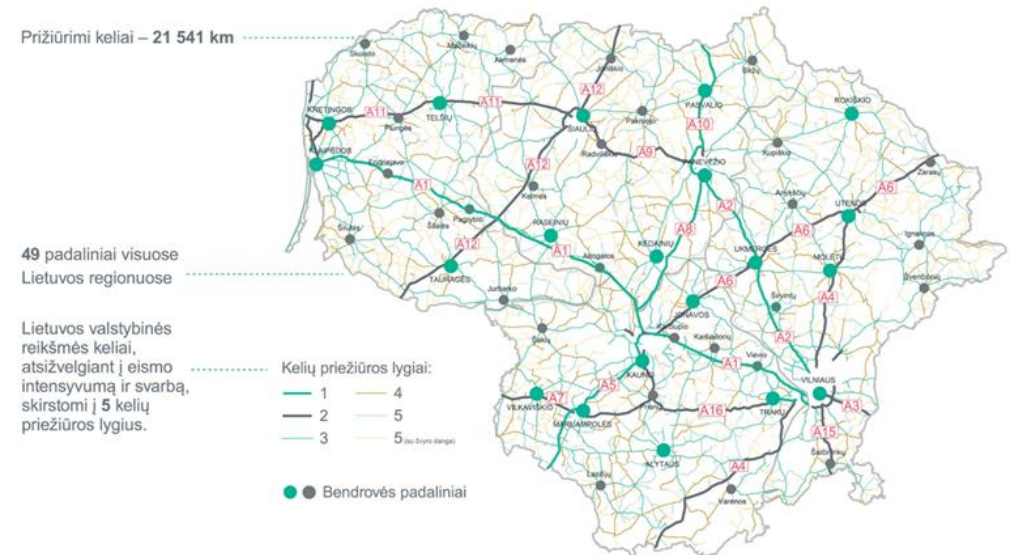 Prižiūrimi keliai – 21 541 km
49 padaliniai visuose
Lietuvos regionuose
Lietuvos valstybinės
reikšmės keliai,
atsižvelgiant į eismo
intensyvumą ir svarbą,
skirstomi į 5 kelių
priežiūros lygius.
Kelių priežiūros lygiai:
1
2
3
4
5
5 (su žvyro danga)
Bendrovės padaliniai
Skuodo
Mažeikių
Akmenės
Joniškio
Biržų
KRETINGOS
A11
Plungės
TELŠIŲ
A11
A12
ŠIAULIŲ
Pakruojo
PASVALIO
A10
ROKIŠKIO
KLAIPĖDOS
Endriejavo
A1
A12
Radviliškio
A9
PANEVĖŽIO
Kupiškio
Zarasų
A6
Kelmės
A2
Anykščių
UTENOS
Šilutės
Šilalės
Pagrybio
RASEINIŲ
A12
A1
A8
KĖDAINIŲ
A6
Ignalinos
TAURAGĖS
Ariogalos
UKMERGĖS
MOLĖTŲ
Švenčionių
Jurbarko
A6
Širvintų
A4
JONAVOS
Šakių
Kaišiadorių
A2
A1
Vievio
KAUNO
VILNIAUS
A7
A5
VILKAVIŠKIO
MARIJAMPOLĖS
A16
TRAKŲ
A3
A15
Šalčininkų
ALYTAUS
A4
Lazdijų
Varėnos